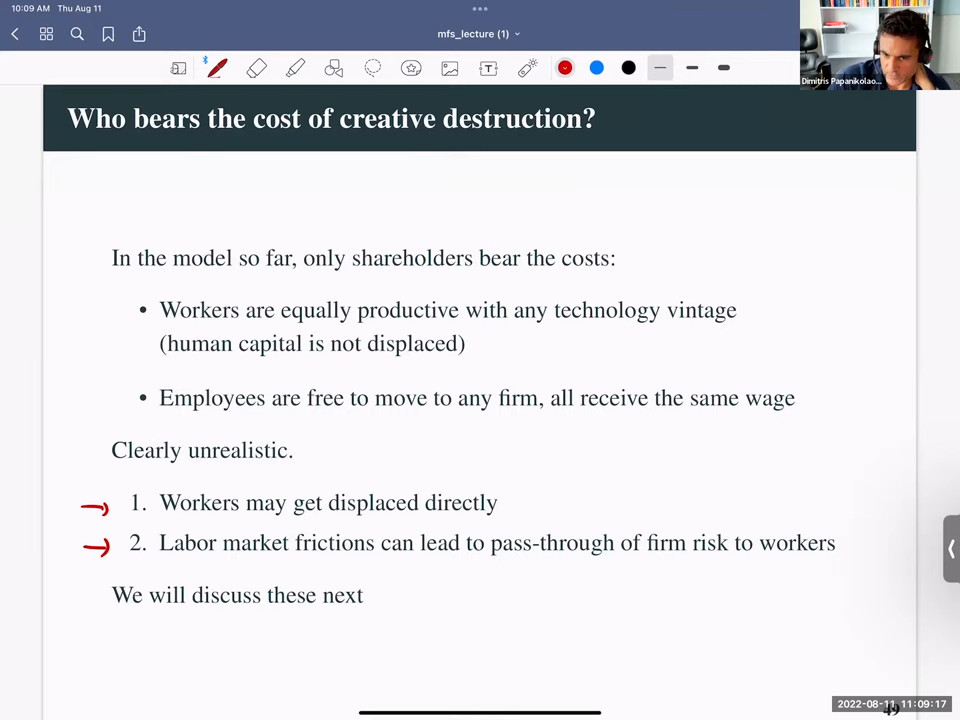 10:09 AM Thu Aug 11
mfs_lecture (1)
Dimitris Papanikolao...
Who bears the cost of creative destruction?
In the model so far, only shareholders bear the costs:
• Workers are equally productive with any technology vintage
(human capital is not displaced)
• Employees are free to move to any firm, all receive the same wage
Clearly unrealistic.
1. Workers may get displaced directly
2. Labor market frictions can lead to pass-through of firm risk to workers
We will discuss these next
2022-08-11 11:09:17
49